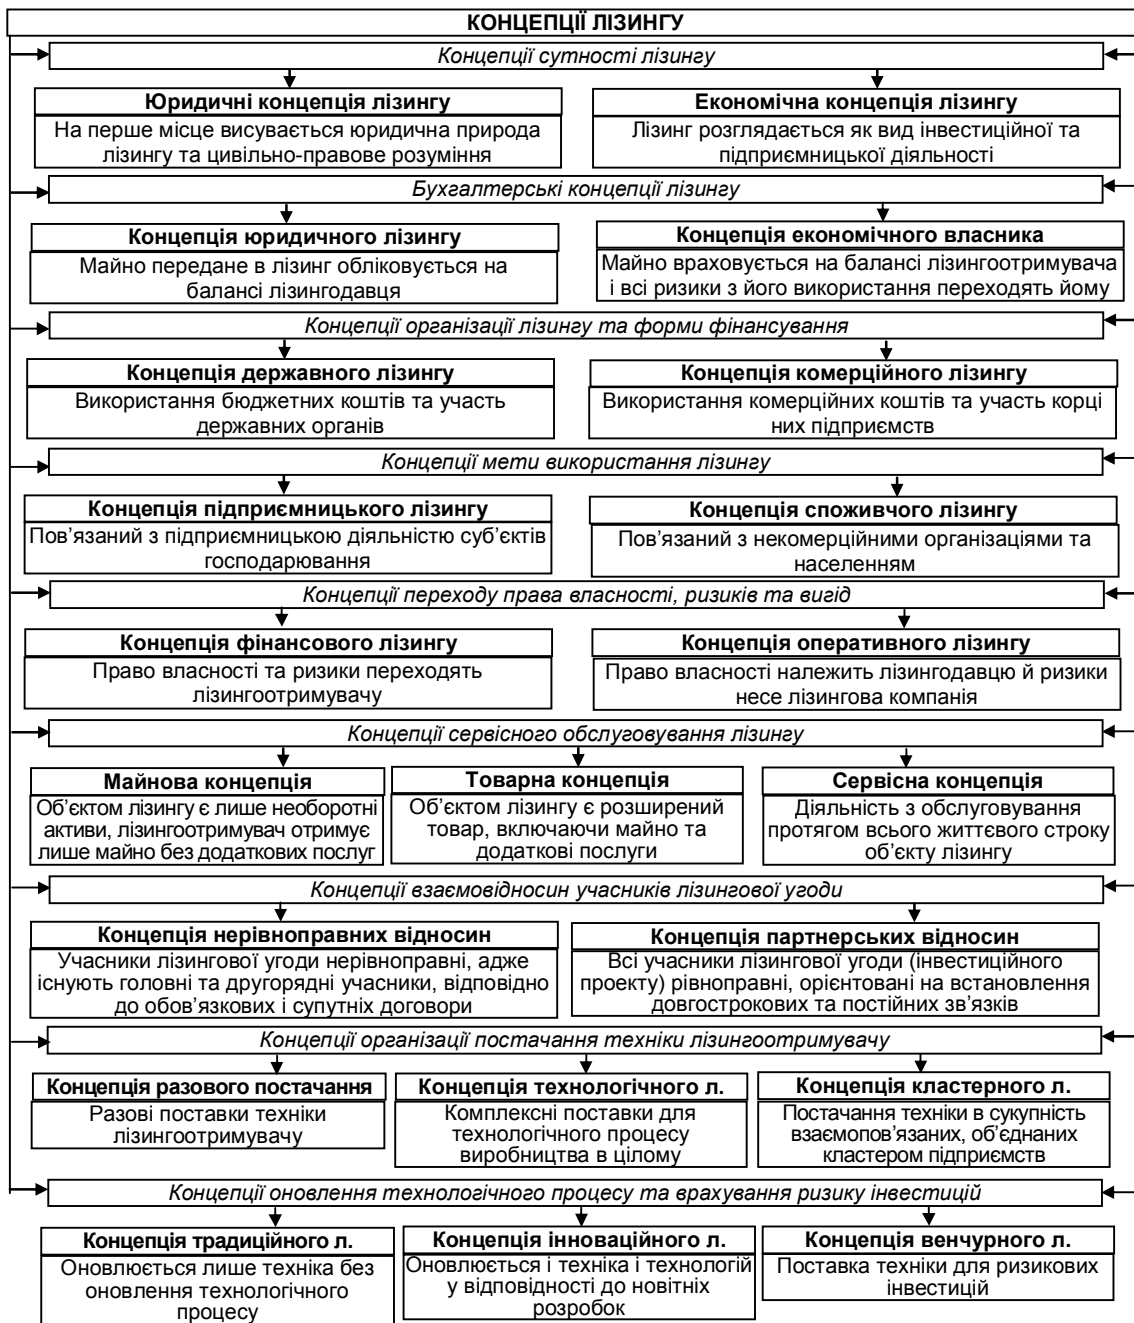 КОНЦЕПЦІЇ ЛІЗИНГУ
Концепції сутності лізингу
Юридичні концепція лізингу
На перше місце висувається юридична природа
лізингу та цивільно-правове розуміння
Економічна концепція лізингу
Лізинг розглядається як вид інвестиційної та
підприємницької діяльності
Бухгалтерські концепції лізингу
Концепція юридичного лізингу
Майно передане в лізинг обліковується на
балансі лізингодавця
Концепція економічного власника
Майно враховується на балансі лізингоотримувача
і всі ризики з його використання переходять йому
Концепції організації лізингу та форми фінансування
Концепція державного лізингу
Використання бюджетних коштів та участь
державних органів
Концепція комерційного лізингу
Використання комерційних коштів та участь корці
них підприємств
Концепції мети використання лізингу
Концепція підприємницького лізингу
Пов’язаний з підприємницькою діяльністю суб’єктів
господарювання
Концепція споживчого лізингу
Пов’язаний з некомерційними організаціями та
населенням
Концепції переходу права власності, ризиків та вигід
Концепція фінансового лізингу
Право власності та ризики переходять
лізингоотримувачу
Концепція оперативного лізингу
Право власності належить лізингодавцю й ризики
несе лізингова компанія
Концепції сервісного обслуговування лізингу
Майнова концепція
Об’єктом лізингу є лише необоротні
активи, лізингоотримувач отримує
лише майно без додаткових послуг
Товарна концепція
Об’єктом лізингу є розширений
товар, включаючи майно та
додаткові послуги
Сервісна концепція
Діяльність з обслуговування
протягом всього життєвого строку
об’єкту лізингу
Концепції взаємовідносин учасників лізингової угоди
Концепція нерівноправних відносин
Учасники лізингової угоди нерівноправні, адже
існують головні та другорядні учасники, відповідно
до обов’язкових і супутніх договори
Концепція партнерських відносин
Всі учасники лізингової угоди (інвестиційного
проекту) рівноправні, орієнтовані на встановлення
довгострокових та постійних зв’язків
Концепції організації постачання техніки лізингоотримувачу
Концепція разового постачання
Разові поставки техніки
лізингоотримувачу
Концепція технологічного л.
Комплексні поставки для
технологічного процесу
виробництва в цілому
Концепція кластерного л.
Постачання техніки в сукупність
взаємопов’язаних, об’єднаних
кластером підприємств
Концепції оновлення технологічного процесу та врахування ризику інвестицій
Концепція традиційного л.
Оновлюється лише техніка без
оновлення технологічного
процесу
Концепція інноваційного л.
Оновлюється і техніка і технологій
у відповідності до новітніх
розробок
Концепція венчурного л.
Поставка техніки для ризикових
інвестицій